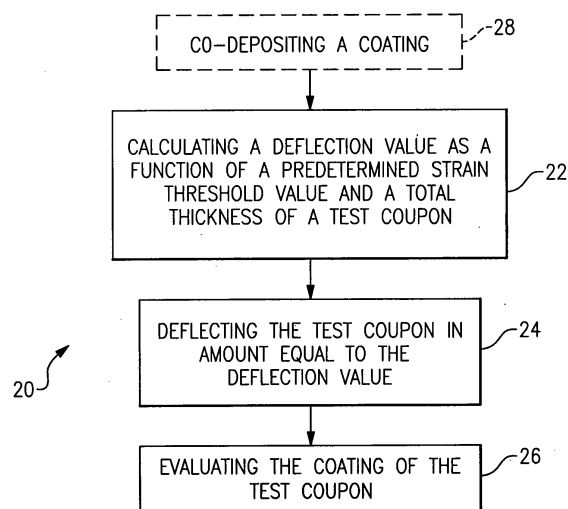 CO-DEPOSITING A COATING
28
CALCULATING A DEFLECTION VALUE AS A
FUNCTION OF A PREDETERMINED STRAIN
THRESHOLD VALUE AND A TOTAL
THICKNESS OF A TEST COUPON
22
DEFLECTING THE TEST COUPON IN
AMOUNT EQUAL TO THE
DEFLECTION VALUE
24
20
EVALUATING THE COATING OF THE
TEST COUPON
26